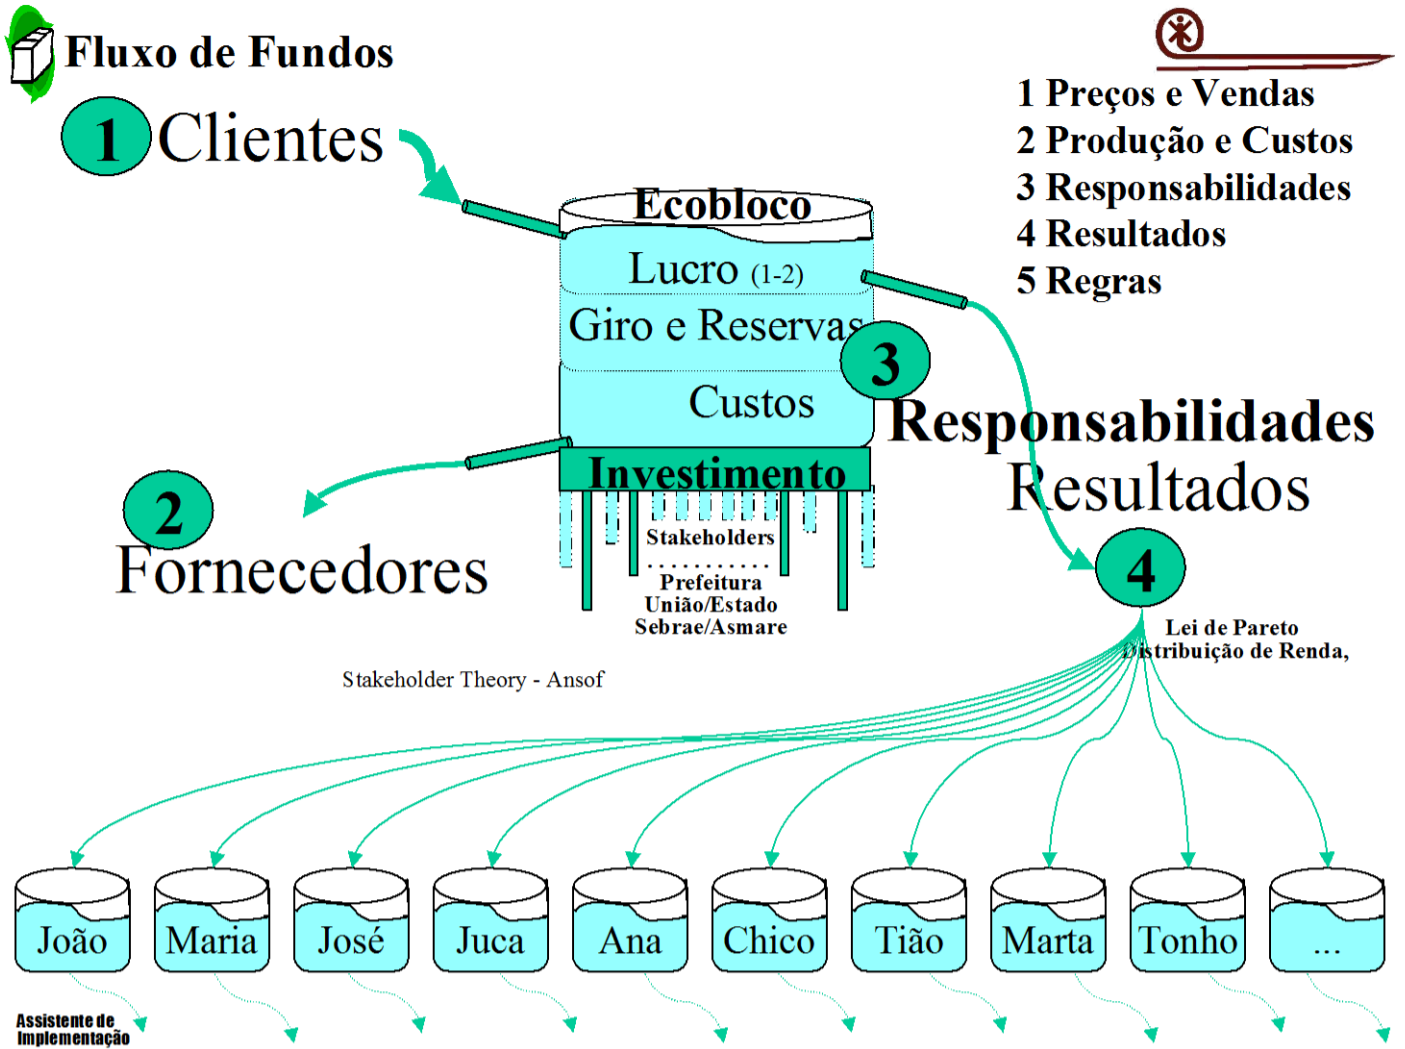 Fluxo de Fundos
1 Clientes
1 Preços e Vendas
2 Produção e Custos
3 Responsabilidades
4 Resultados
5 Regras
Ecobloco
Lucro (1-2)
Giro e Reservas
3
Custos
Responsabilidades
Resultados
Investimento
2
Fornecedores
Stakeholders
. . . . . . . . . . .
Prefeitura
União/Estado
Sebrae/Asmare
4
Lei de Pareto
Distribuição de Renda,
Stakeholder Theory - Ansof
João
Maria
José
Juca
Ana
Chico
Tião
Marta
Tonho
...
Assistente de
Implementação